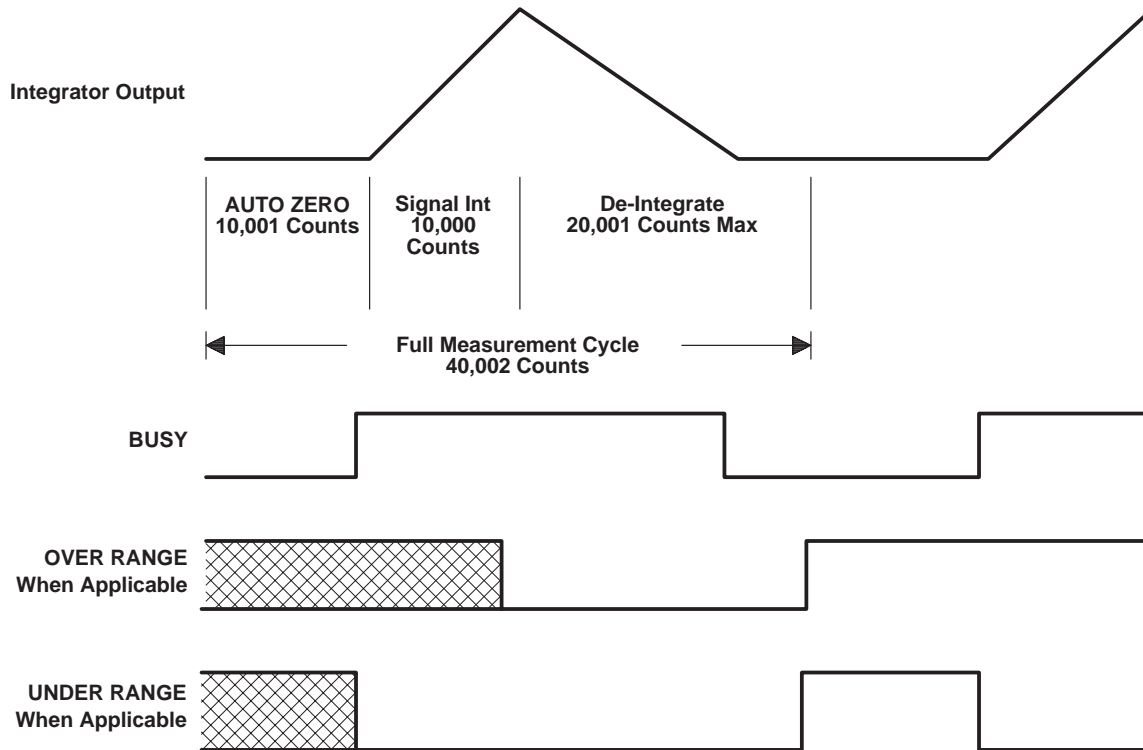 Integrator Output
AUTO ZERO
10,001 Counts
Signal Int
10,000
Counts
De-Integrate
20,001 Counts Max
Full Measurement Cycle
40,002 Counts
BUSY
OVER RANGE
When Applicable
UNDER RANGE
When Applicable